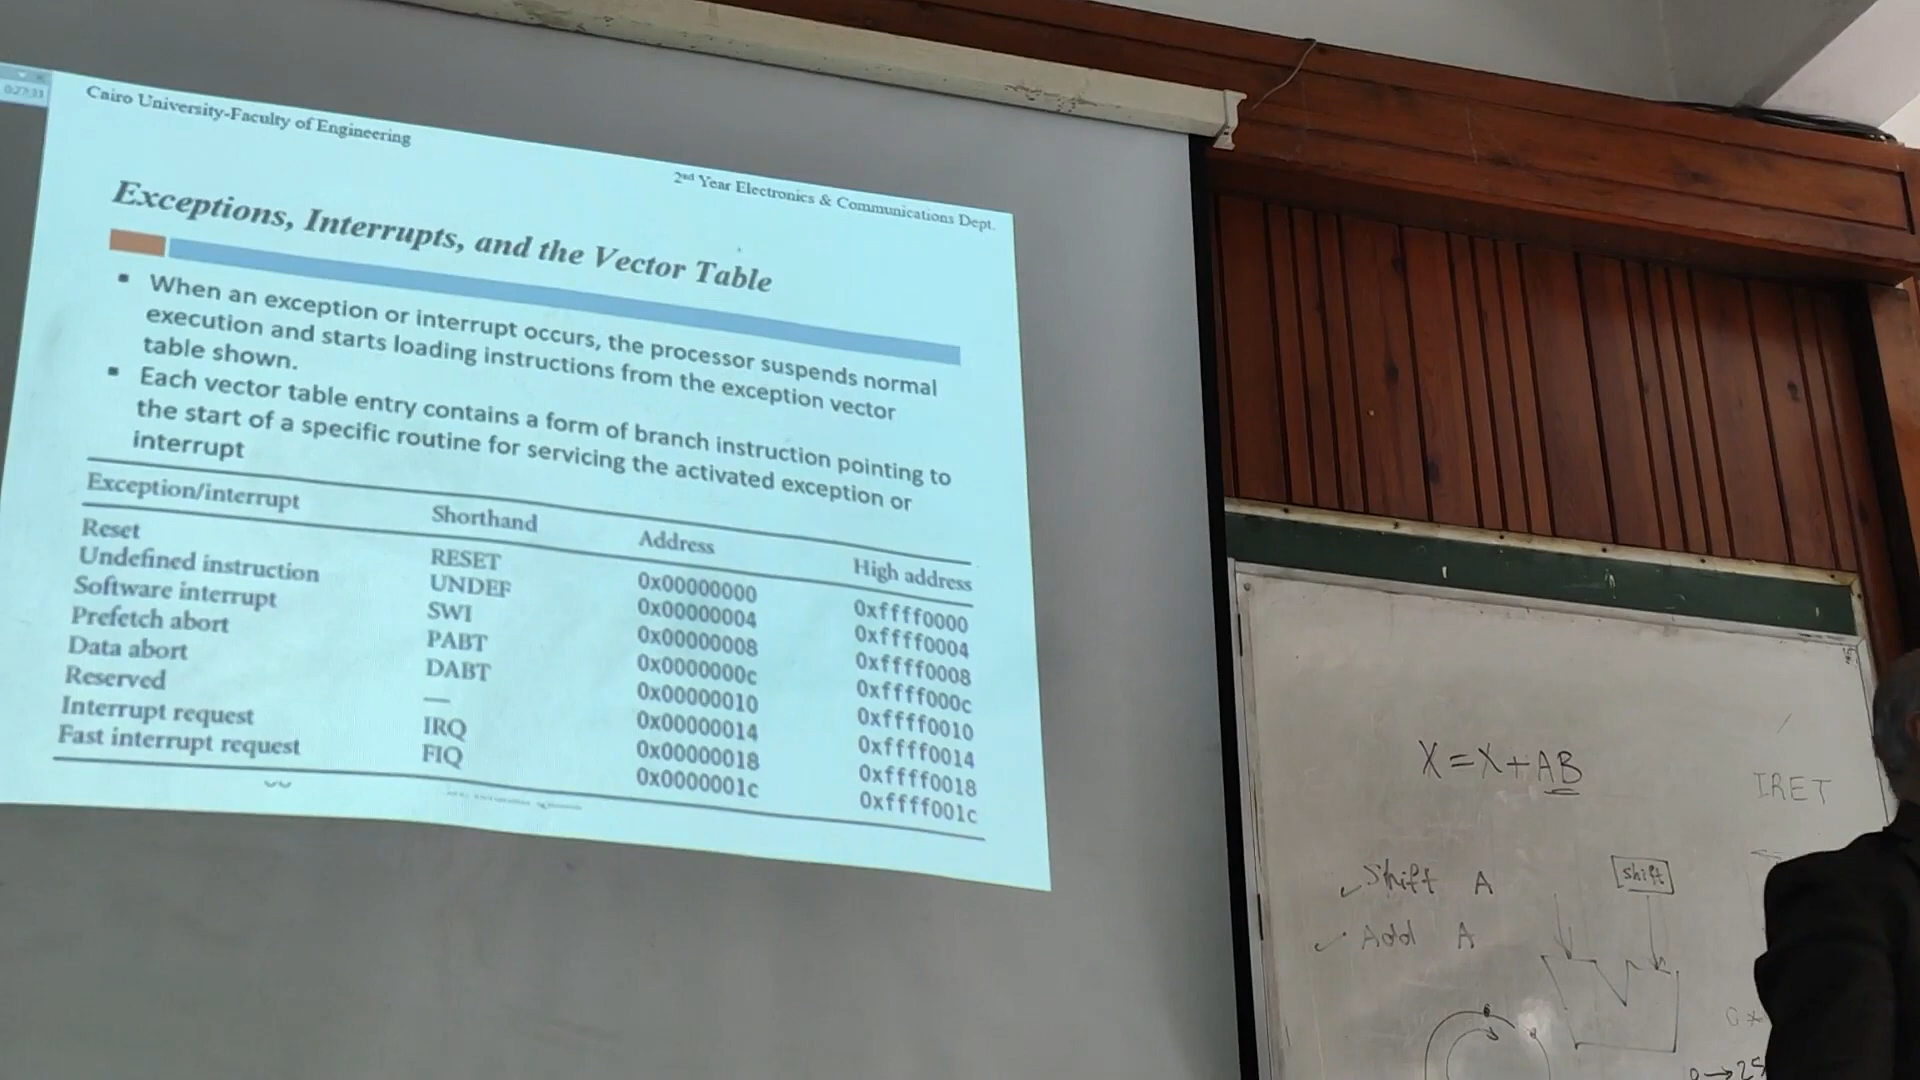 0:27:31
Cairo University-Faculty of Engineering
2nd Year Electronics & Communications Dept.
Exceptions, Interrupts, and the Vector Table
▪ When an exception or interrupt occurs, the processor suspends normal
execution and starts loading instructions from the exception vector
table shown.
▪ Each vector table entry contains a form of branch instruction pointing to
the start of a specific routine for servicing the activated exception or
interrupt
Exception/interrupt Shorthand Address High address
Reset RESET 0x00000000 0xffff0000
Undefined instruction UNDEF 0x00000004 0xffff0004
Software interrupt SWI 0x00000008 0xffff0008
Prefetch abort PABT 0x0000000c 0xffff000c
Data abort DABT 0x00000010 0xffff0010
Reserved — 0x00000014 0xffff0014
Interrupt request IRQ 0x00000018 0xffff0018
Fast interrupt request FIQ 0x0000001c 0xffff001c
X=X+AB
IRET
✓ Shift A
shift
✓ Add A